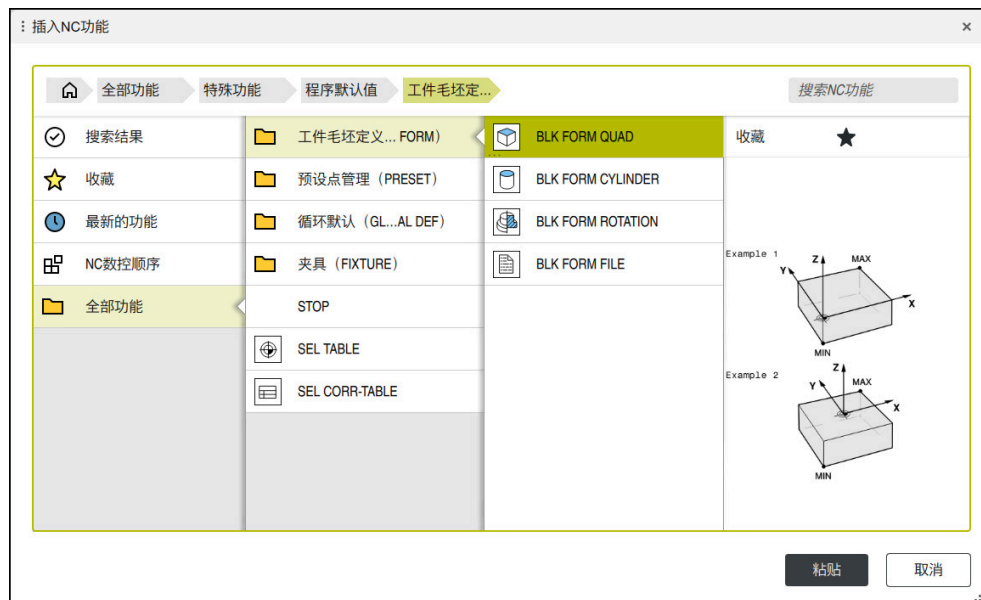 插入NC功能
×
全部功能
特殊功能
程序默认值
工件毛坯定...
搜索NC功能
搜索结果
收藏
最新的功能
NC数控顺序
全部功能
工件毛坯定义... FORM)
预设点管理（PRESET）
循环默认（GL...AL DEF）
夹具（FIXTURE）
STOP
SEL TABLE
SEL CORR-TABLE
BLK FORM QUAD
BLK FORM CYLINDER
BLK FORM ROTATION
BLK FORM FILE
收藏
Example 1
Z
MAX
Y
X
MIN
Example 2
Z
MAX
Y
X
MIN
粘贴
取消